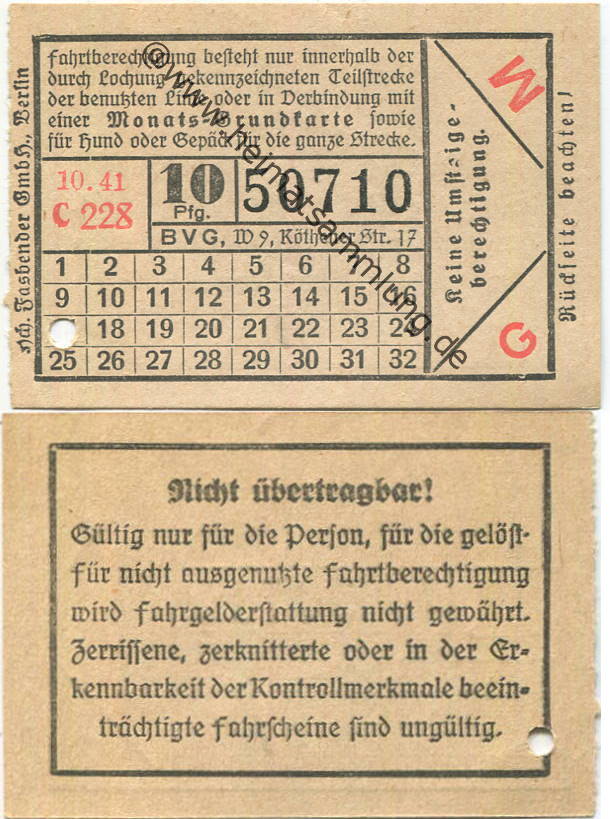 Fahrtberechtigung besteht nur innerhalb der
durch Lochung gekennzeichneten Teilstrecke
der benutzten Linie oder in Verbindung mit
einer Monats-Grundkarte sowie
für Hund oder Gepäck für die ganze Strecke.
10.41
C 228
10
Pfg.
50710
BVG, W 9, Köthener Str. 17
1 2 3 4 5 6 7 8
9 10 11 12 13 14 15 16
18 19 20 21 22 23 24
25 26 27 28 29 30 31 32
Hch. Fasbender GmbH., Berlin
Keine Umsteige-
berechtigung.
W
G
Rückseite beachten!
©www.heimatsammlung.de
Nicht übertragbar!
Gültig nur für die Person, für die gelöst-
für nicht ausgenutzte Fahrtberechtigung
wird Fahrgelderstattung nicht gewährt.
Zerrissene, zerknitterte oder in der Er-
kennbarkeit der Kontrollmerkmale beein-
trächtigte Fahrscheine sind ungültig.